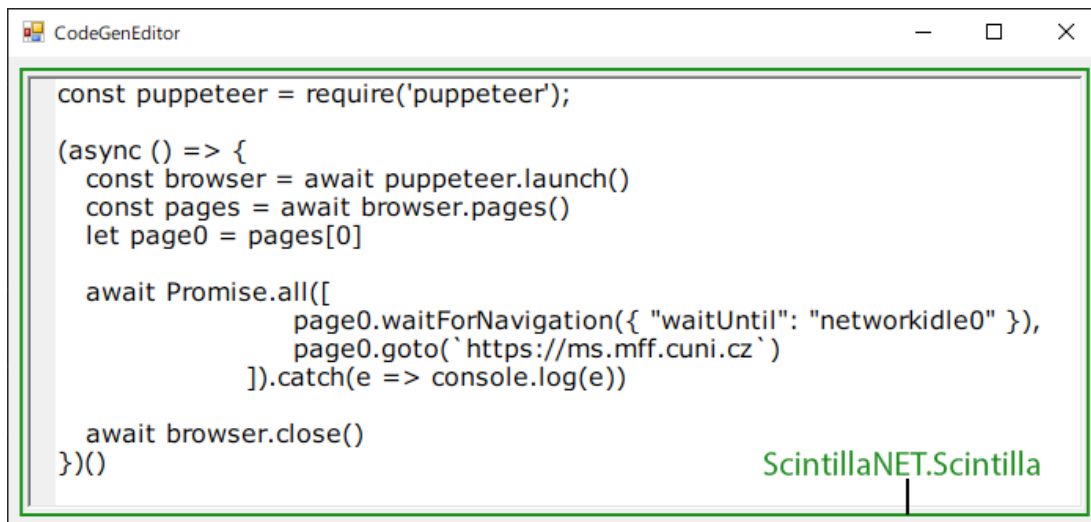 CodeGenEditor
const puppeteer = require('puppeteer');
(async () => {
const browser = await puppeteer.launch()
const pages = await browser.pages()
let page0 = pages[0]
await Promise.all([
page0.waitForNavigation({ "waitUntil": "networkidle0" }),
page0.goto(`https://ms.mff.cuni.cz`)
]).catch(e => console.log(e))
await browser.close()
})()
ScintillaNET.Scintilla